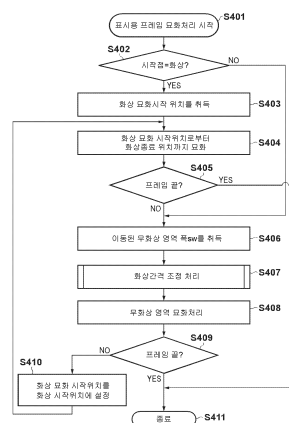 표시용 프레임 묘화처리 시작
S401
S402
시작점=화상?
NO
YES
화상 묘화시작 위치를 취득
S403
화상 묘화 시작위치로부터
화상종료 위치까지 묘화
S404
S405
프레임 끝?
YES
NO
이동된 무화상 영역 폭sw를 취득
S406
화상간격 조정 처리
S407
무화상 영역 묘화처리
S408
S409
프레임 끝?
NO
S410
YES
화상 묘화 시작위치를
화상 시작위치에 설정
종료
S411